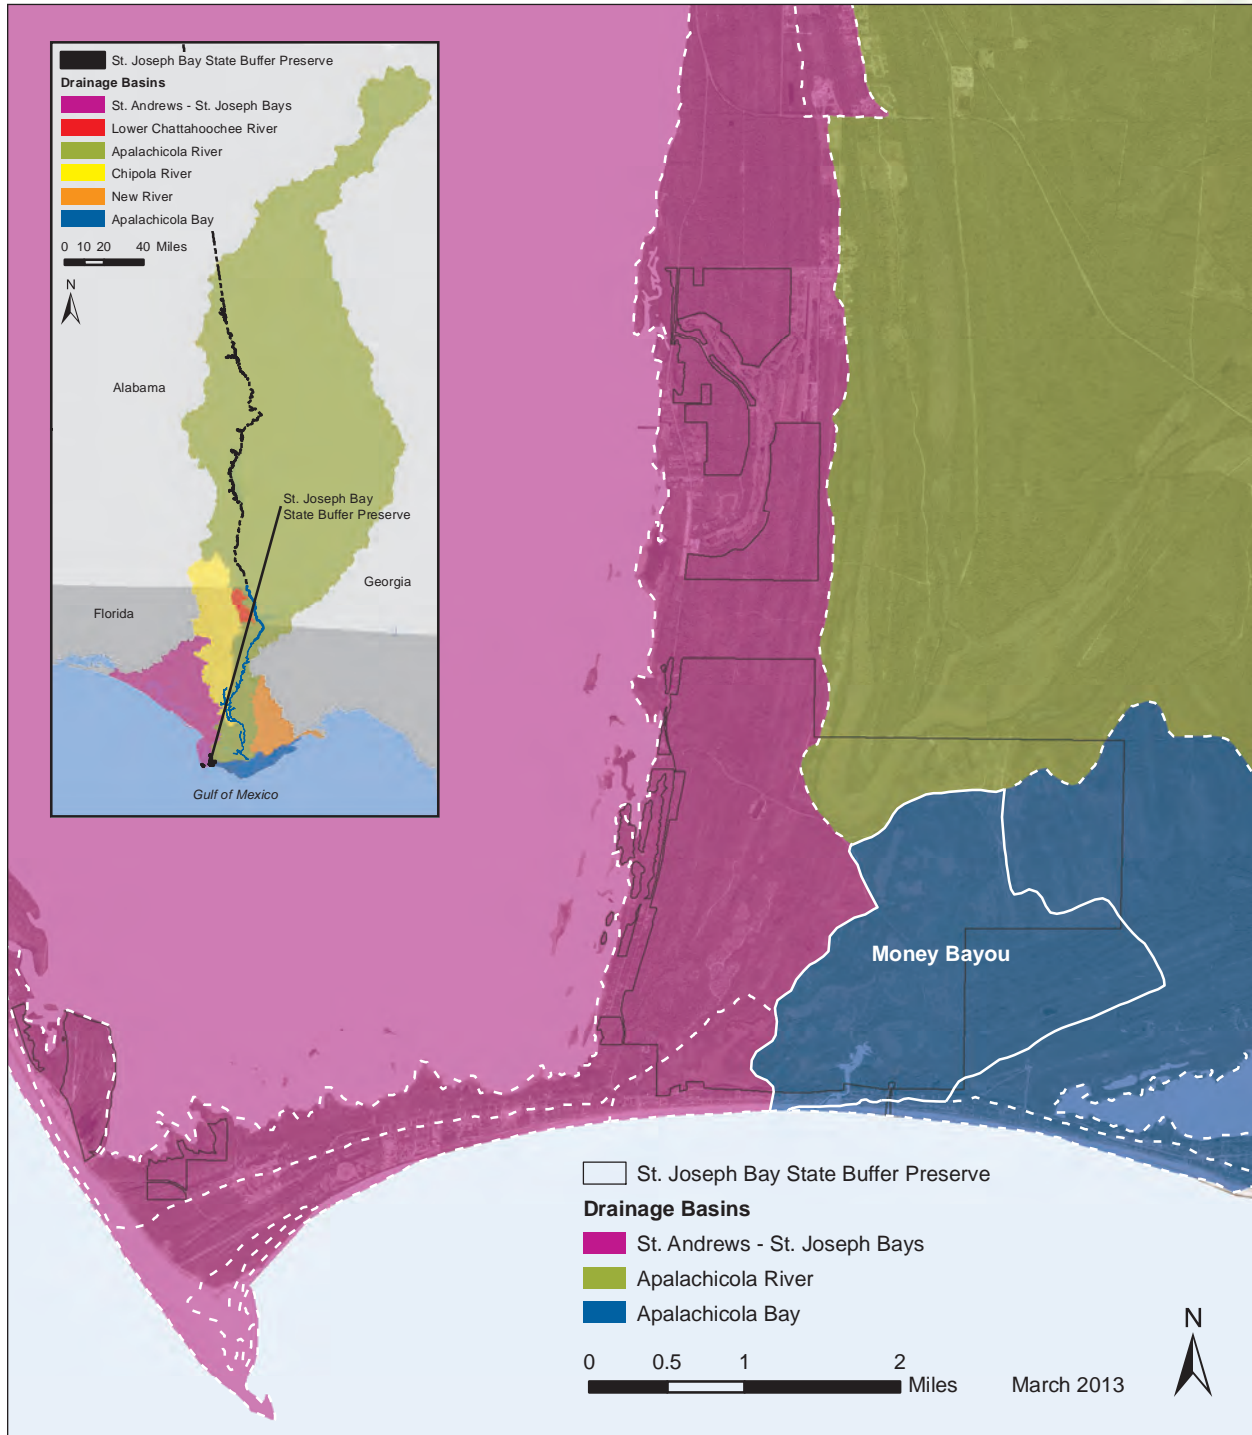 St. Joseph Bay State Buffer Preserve
Drainage Basins
St. Andrews - St. Joseph Bays
Lower Chattahoochee River
Apalachicola River
Chipola River
New River
Apalachicola Bay
0 10 20 40 Miles
N
Alabama
St. Joseph Bay
State Buffer Preserve
Georgia
Florida
Gulf of Mexico
Money Bayou
St. Joseph Bay State Buffer Preserve
Drainage Basins
St. Andrews - St. Joseph Bays
Apalachicola River
Apalachicola Bay
N
0 0.5 1 2
Miles
March 2013